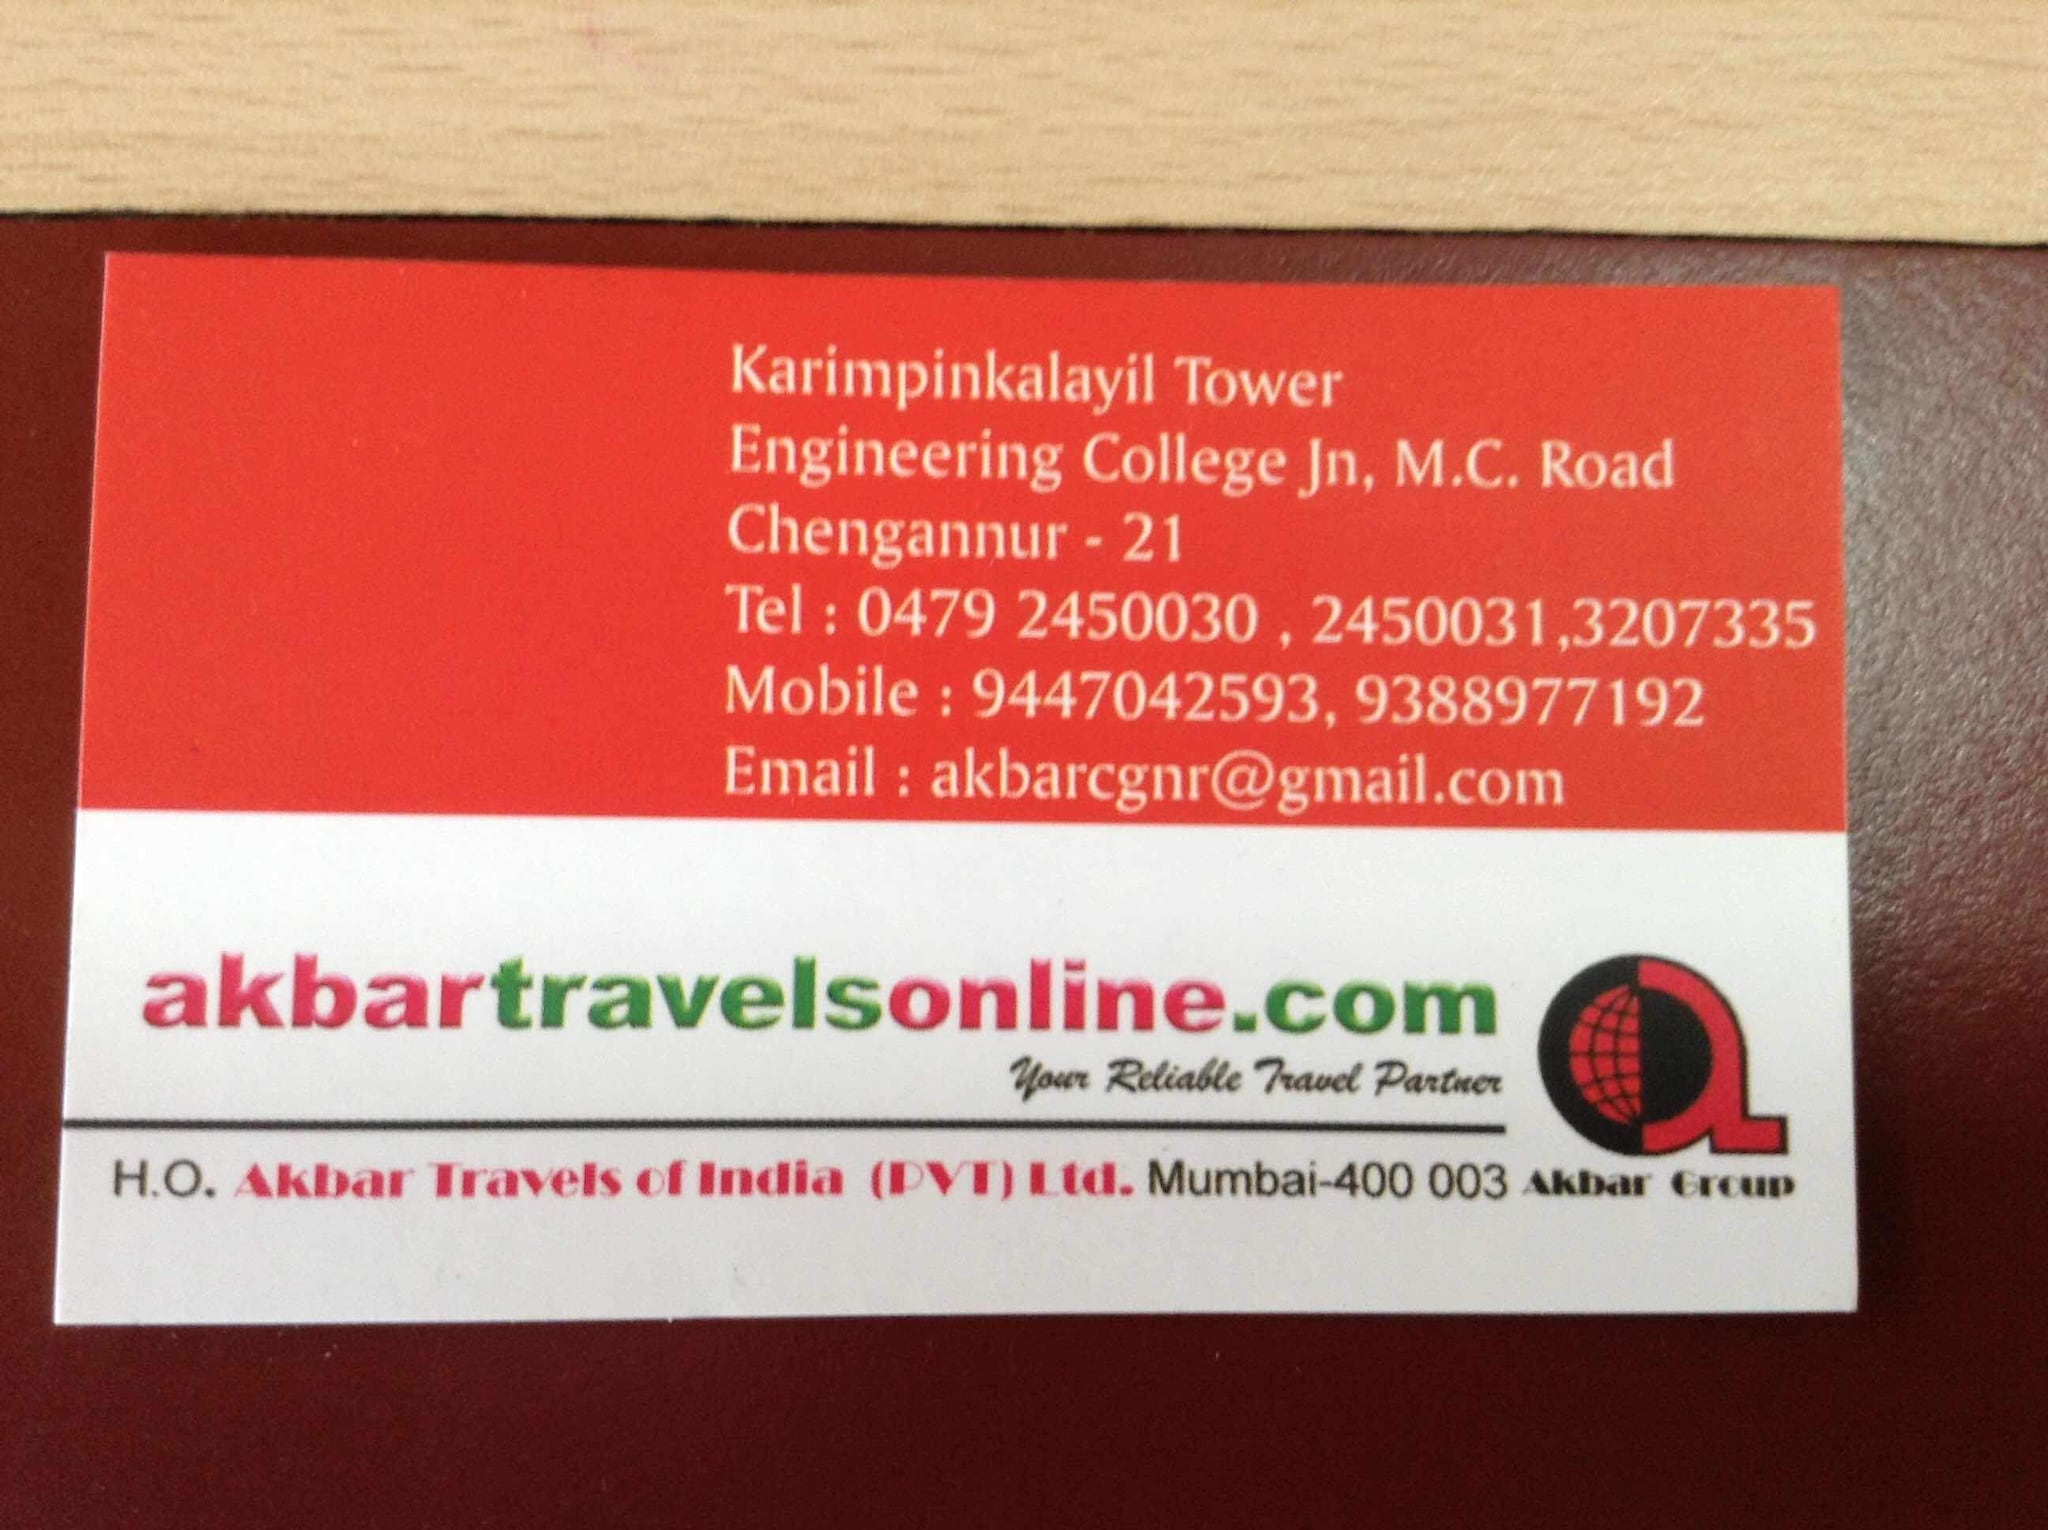 Karimpinkalayil Tower
Engineering College Jn, M.C. Road
Chengannur - 21
Tel : 0479 2450030 , 2450031,3207335
Mobile : 9447042593, 9388977192
Email : akbarcgnr@gmail.com
akbartravelsonline.com
Your Reliable Travel Partner
H.O. Akbar Travels of India (PVT) Ltd. Mumbai-400 003 Akbar Group